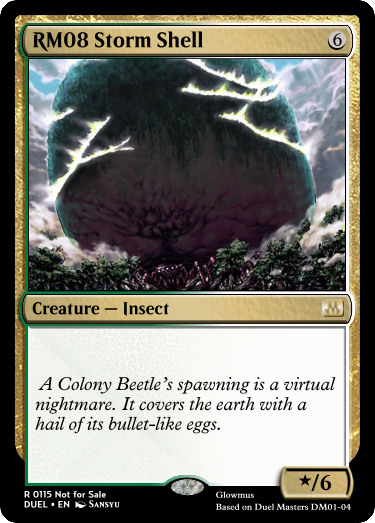 RM08 Storm Shell 6
Creature — Insect
A Colony Beetle's spawning is a virtual
nightmare. It covers the earth with a
hail of its bullet-like eggs.
★/6
R 0115 Not for Sale
DUEL • EN Sansyu
Glowmus
Based on Duel Masters DM01-04